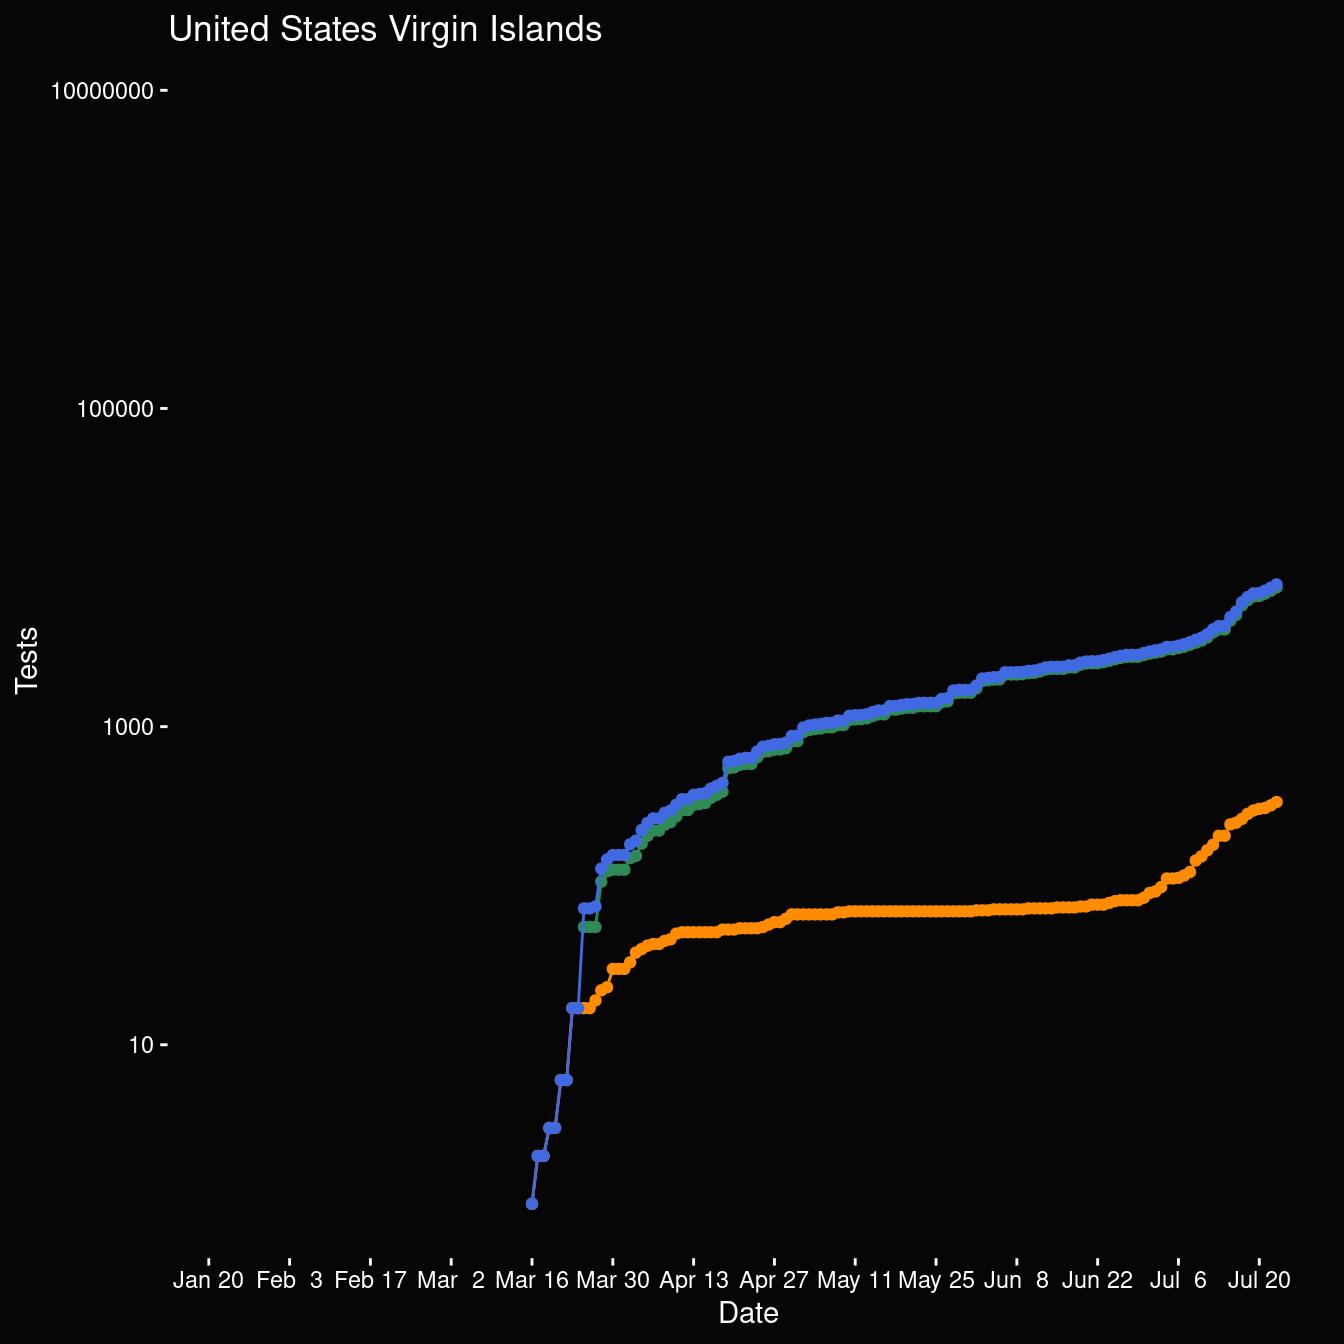 United States Virgin Islands
10000000
100000
1000
10
Tests
Jan 20 Feb  3 Feb 17 Mar  2 Mar 16 Mar 30 Apr 13 Apr 27 May 11 May 25 Jun  8 Jun 22 Jul  6 Jul 20
Date